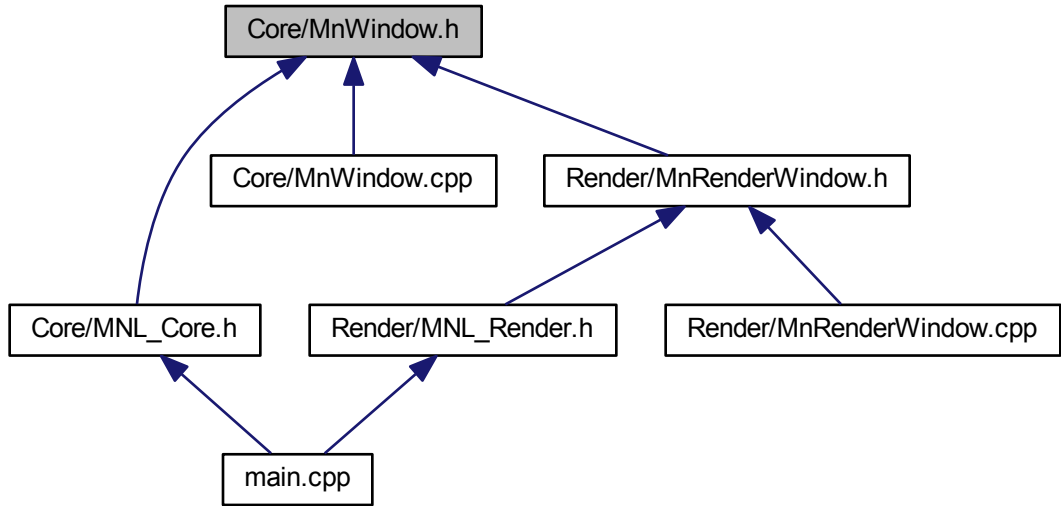 Core/MnWindow.h
Core/MnWindow.cpp
Render/MnRenderWindow.h
Core/MNL_Core.h
Render/MNL_Render.h
Render/MnRenderWindow.cpp
main.cpp